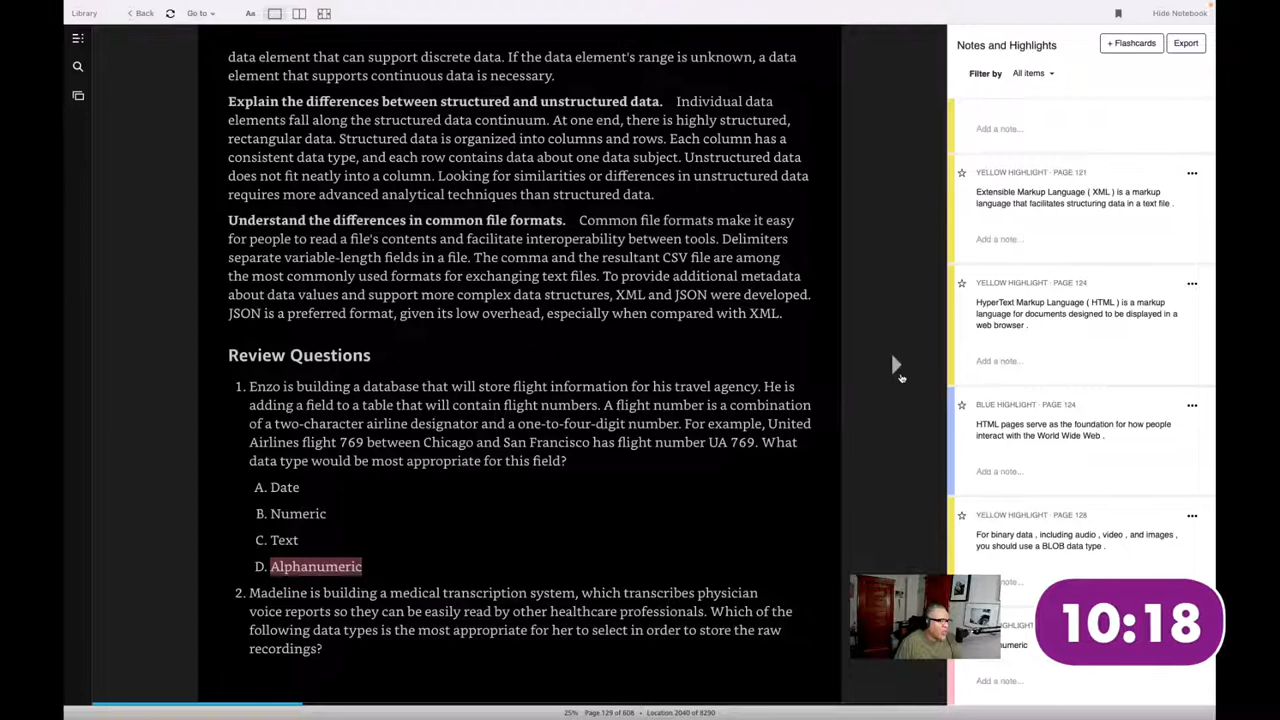 Library
Back
Go to
Aa
Hide Notebook
data element that can support discrete data. If the data element's range is unknown, a data
element that supports continuous data is necessary.
Explain the differences between structured and unstructured data. Individual data
elements fall along the structured data continuum. At one end, there is highly structured,
rectangular data. Structured data is organized into columns and rows. Each column has a
consistent data type, and each row contains data about one data subject. Unstructured data
does not fit neatly into a column. Looking for similarities or differences in unstructured data
requires more advanced analytical techniques than structured data.
Understand the differences in common file formats. Common file formats make it easy
for people to read a file's contents and facilitate interoperability between tools. Delimiters
separate variable-length fields in a file. The comma and the resultant CSV file are among
the most commonly used formats for exchanging text files. To provide additional metadata
about data values and support more complex data structures, XML and JSON were developed.
JSON is a preferred format, given its low overhead, especially when compared with XML.
Review Questions
1. Enzo is building a database that will store flight information for his travel agency. He is
adding a field to a table that will contain flight numbers. A flight number is a combination
of a two-character airline designator and a one-to-four-digit number. For example, United
Airlines flight 769 between Chicago and San Francisco has flight number UA 769. What
data type would be most appropriate for this field?
A. Date
B. Numeric
C. Text
D. Alphanumeric
2. Madeline is building a medical transcription system, which transcribes physician
voice reports so they can be easily read by other healthcare professionals. Which of the
following data types is the most appropriate for her to select in order to store the raw
recordings?
25% Page 129 of 608 • Location 2040 of 8290
Notes and Highlights
+ Flashcards
Export
Filter by All items
Add a note...
YELLOW HIGHLIGHT · PAGE 121
Extensible Markup Language ( XML ) is a markup
language that facilitates structuring data in a text file .
Add a note...
YELLOW HIGHLIGHT · PAGE 124
HyperText Markup Language ( HTML ) is a markup
language for documents designed to be displayed in a
web browser .
Add a note...
BLUE HIGHLIGHT · PAGE 124
HTML pages serve as the foundation for how people
interact with the World Wide Web .
Add a note...
YELLOW HIGHLIGHT · PAGE 128
For binary data , including audio , video , and images ,
you should use a BLOB data type .
note...
10:18
Add a note...